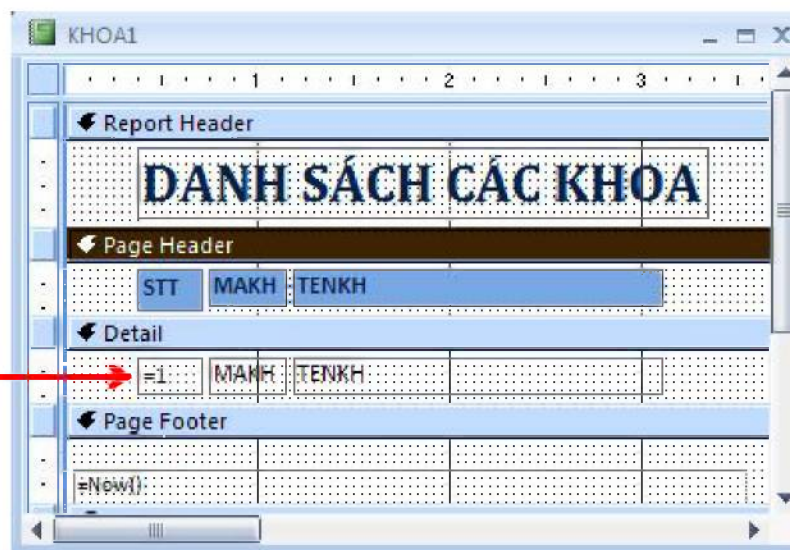 KHOA1
1 2 3
Report Header
DANH SÁCH CÁC KHOA
Page Header
STT MAKH TENKH
Detail
=1 MAKH TENKH
Page Footer
=Now()